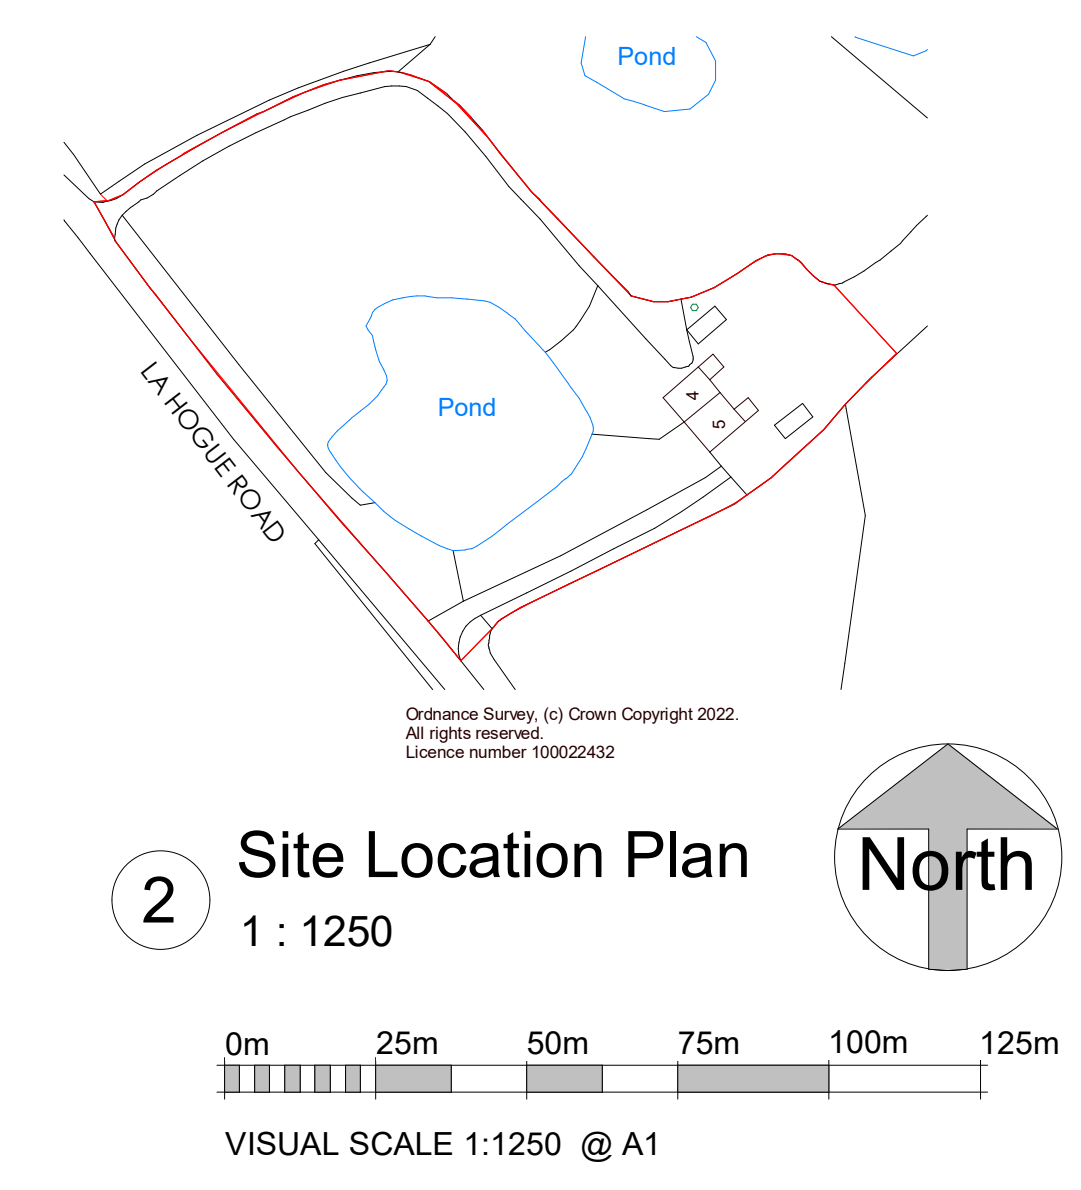 Pond
LA HOGUE ROAD
Pond
4
5
Ordnance Survey, (c) Crown Copyright 2022.
All rights reserved.
Licence number 100022432
2
Site Location Plan
1 : 1250
North
0m 25m 50m 75m 100m 125m
VISUAL SCALE 1:1250 @ A1